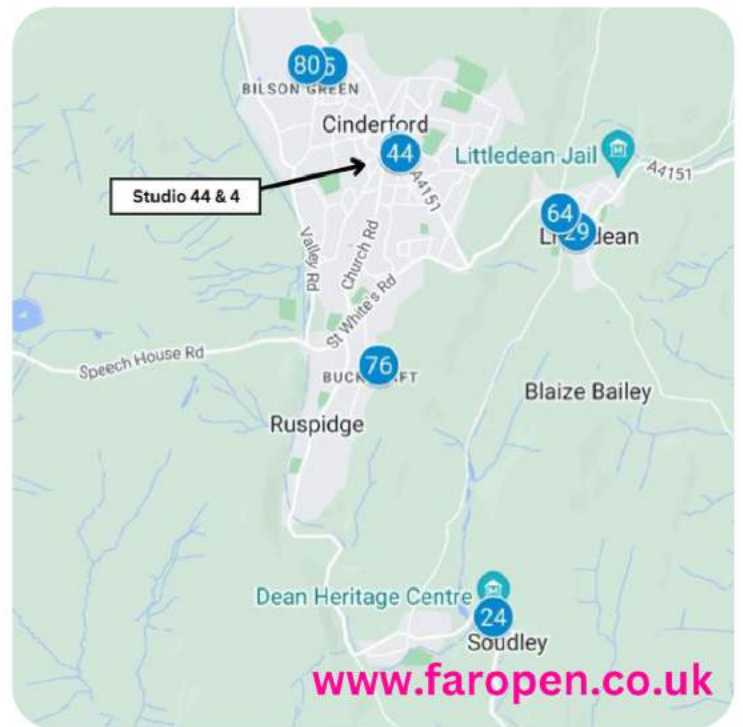 80 5
BILSON GREEN
Cinderford
44
Littledean Jail
A4151
A4151
Studio 44 & 4
64
29
Valley Rd
Church Rd
St White's Rd
Speech House Rd
76
Blaize Bailey
Ruspidge
Dean Heritage Centre
24
Soudley
www.faropen.co.uk